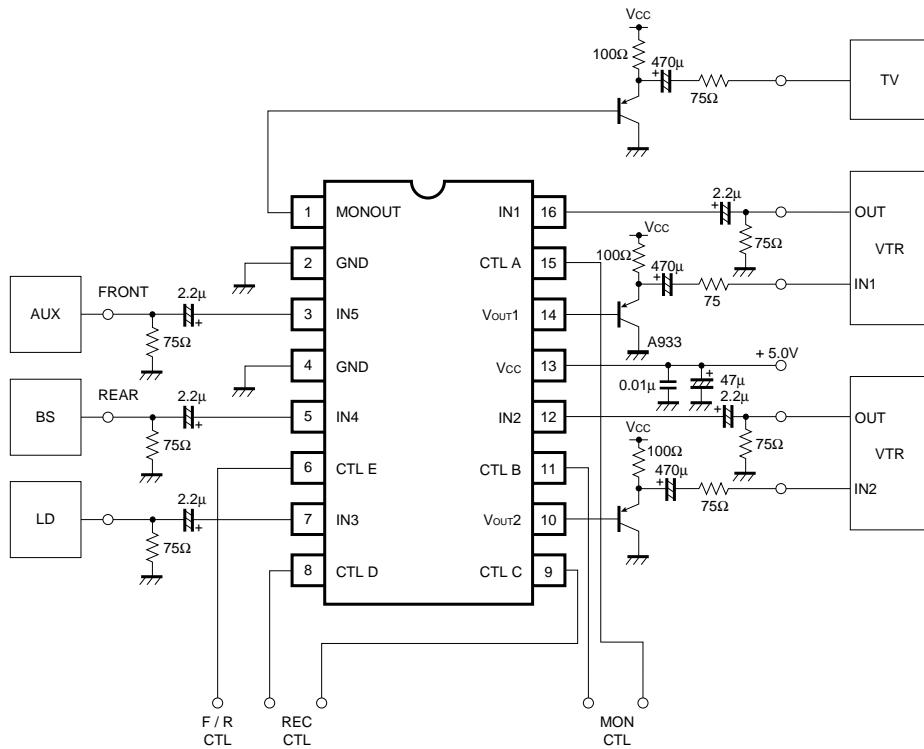 Vcc
100Ω
470μ
+
75Ω
TV
1 MONOUT
IN1 16
2.2μ
+
75Ω
OUT
VTR
IN1
2 GND
CTL A 15
Vcc
100Ω
470μ
+
75
A933
AUX
FRONT
2.2μ
+
75Ω
3 IN5
VOUT1 14
4 GND
Vcc 13
0.01μ
+
47μ
+ 5.0V
BS
REAR
2.2μ
+
75Ω
5 IN4
IN2 12
2.2μ
+
75Ω
OUT
VTR
IN2
6 CTL E
CTL B 11
Vcc
100Ω
470μ
+
75Ω
LD
2.2μ
+
75Ω
7 IN3
VOUT2 10
8 CTL D
CTL C 9
F / R
CTL
REC
CTL
MON
CTL